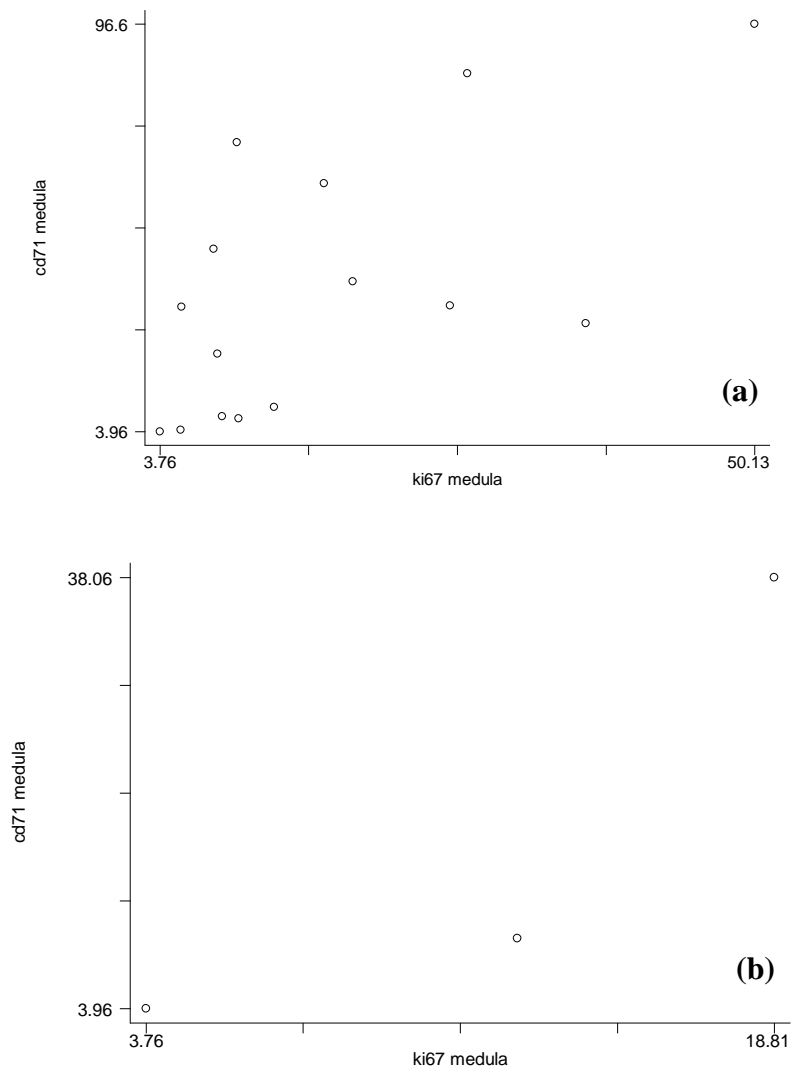 96.6
cd71 medula
(a)
3.96
3.76 50.13
ki67 medula
38.06
cd71 medula
(b)
3.96
3.76 18.81
ki67 medula